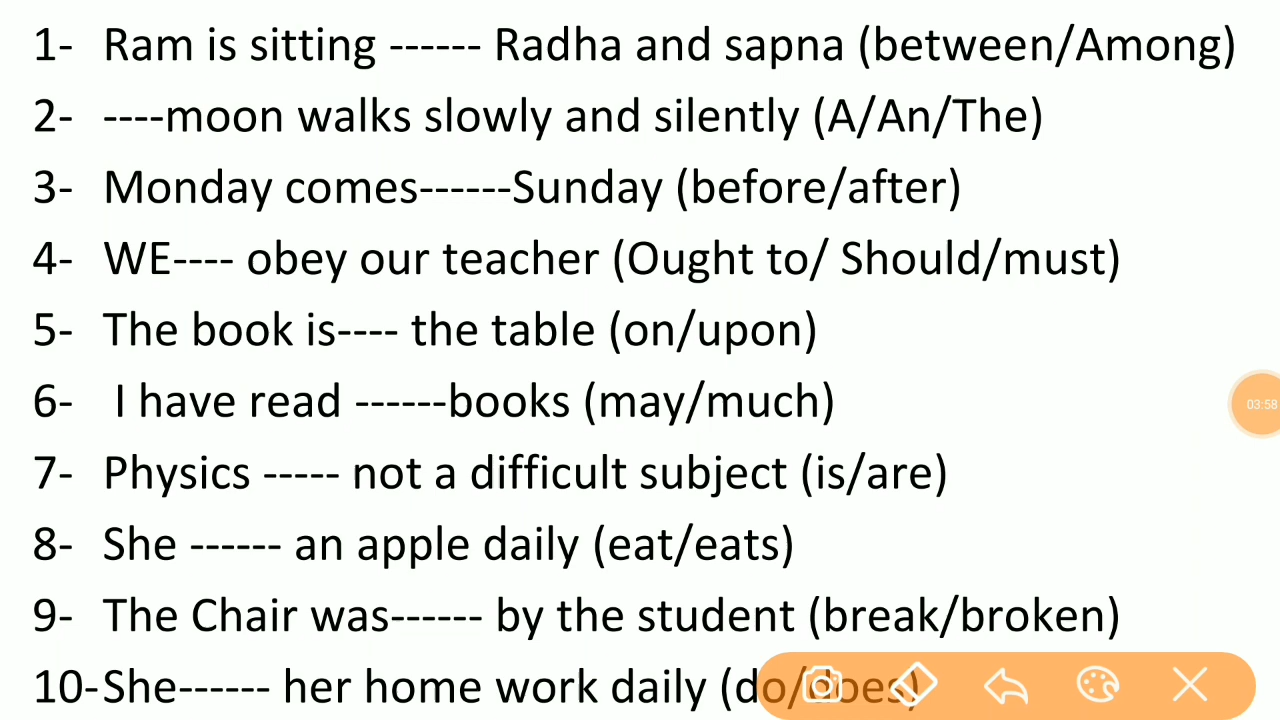 1- Ram is sitting ------ Radha and sapna (between/Among)
2- ----moon walks slowly and silently (A/An/The)
3- Monday comes------Sunday (before/after)
4- WE---- obey our teacher (Ought to/ Should/must)
5- The book is---- the table (on/upon)
6- I have read ------books (may/much)
03:58
7- Physics ----- not a difficult subject (is/are)
8- She ------ an apple daily (eat/eats)
9- The Chair was------ by the student (break/broken)
10-She------ her home work daily (do/does)